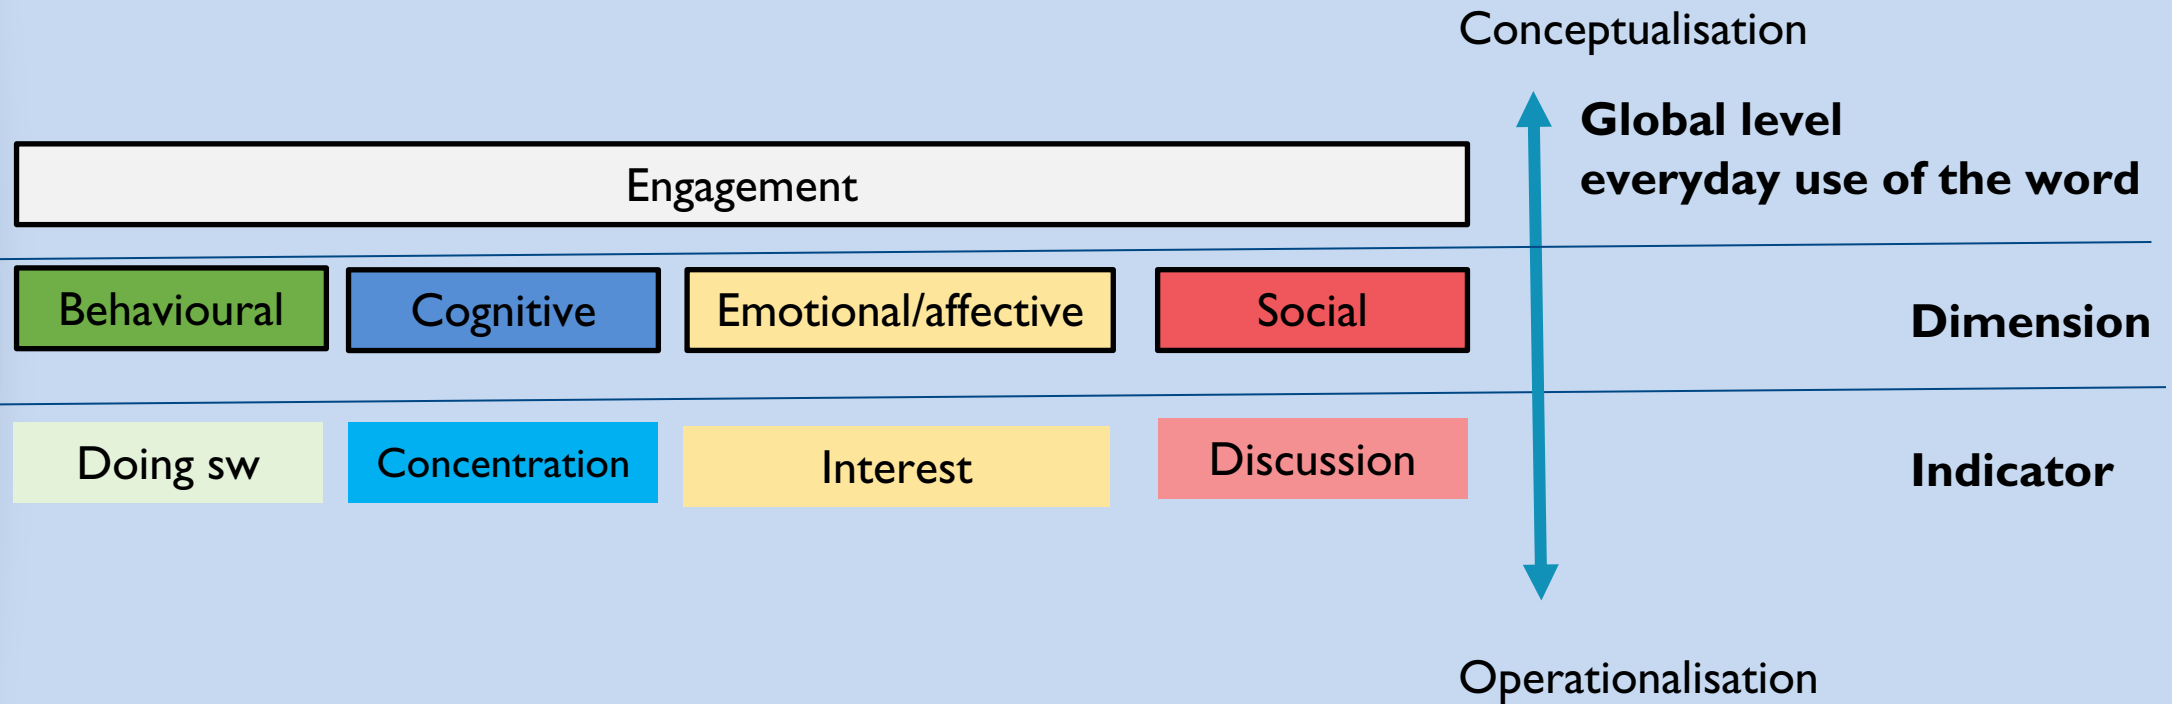 Conceptualisation
Global level
everyday use of the word
Engagement
Behavioural
Cognitive
Emotional/affective
Social
Dimension
Doing sw
Concentration
Interest
Discussion
Indicator
Operationalisation